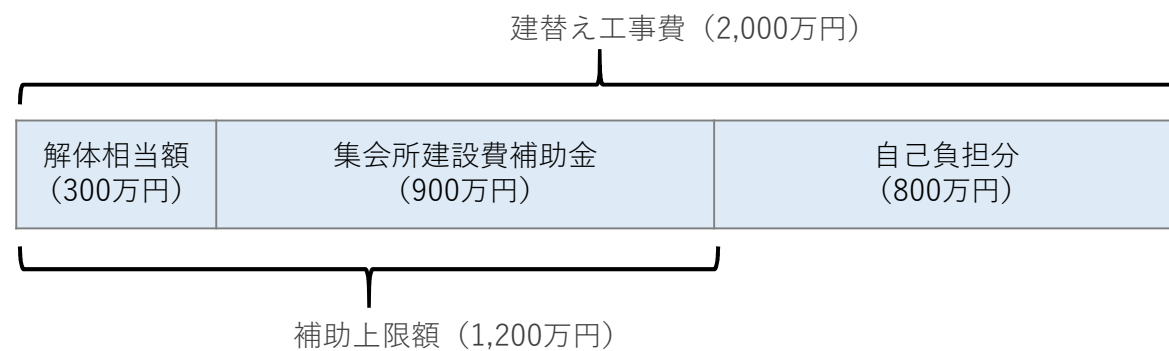 建替え工事費（2,000万円）
解体相当額
（300万円）
集会所建設費補助金
（900万円）
自己負担分
（800万円）
補助上限額（1,200万円）